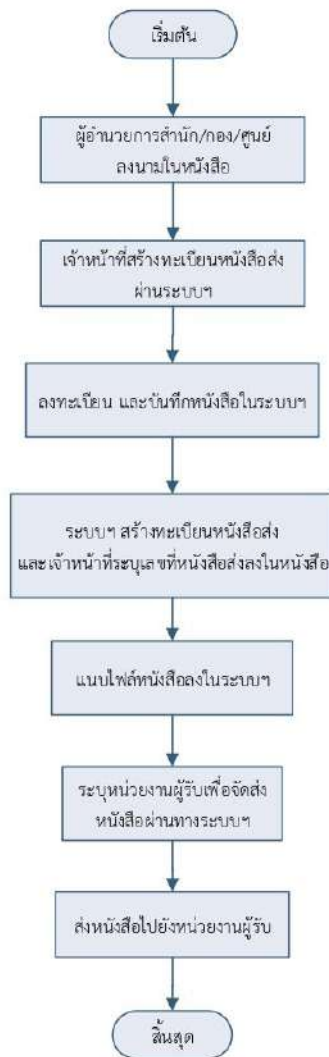 เริ่มต้น
ผู้อำนวยการสำนัก/กอง/ศูนย์
ลงนามในหนังสือ
เจ้าหน้าที่สร้างทะเบียนหนังสือส่ง
ผ่านระบบฯ
ลงทะเบียน และบันทึกหนังสือในระบบฯ
ระบบฯ สร้างทะเบียนหนังสือส่ง
และเจ้าหน้าที่ระบุเลขที่หนังสือส่งลงในหนังสือ
แนบไฟล์หนังสือลงในระบบฯ
ระบุหน่วยงานผู้รับเพื่อจัดส่ง
หนังสือผ่านทางระบบฯ
ส่งหนังสือไปยังหน่วยงานผู้รับ
สิ้นสุด